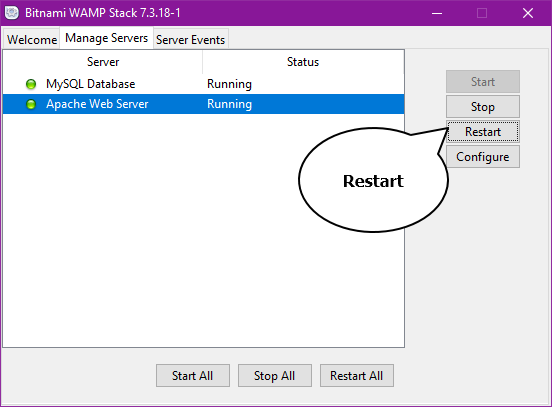 Bitnami WAMP Stack 7.3.18-1
Welcome Manage Servers Server Events
Server Status
MySQL Database Running
Apache Web Server Running
Start
Stop
Restart
Configure
Restart
Start All Stop All Restart All